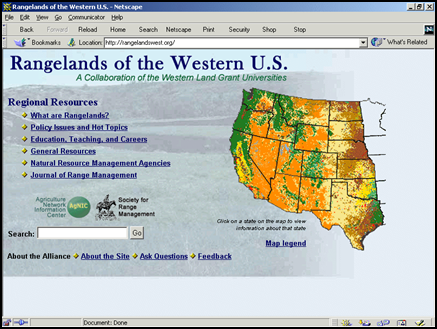 Rangelands of the Western U.S. - Netscape
File Edit View Go Communicator Help
Back Forward Reload Home Search Netscape Print Security Shop Stop
Bookmarks Location: http://rangelandswest.org/ What's Related
Rangelands of the Western U.S.
A Collaboration of the Western Land Grant Universities
Regional Resources
What are Rangelands?
Policy Issues and Hot Topics
Education, Teaching, and Careers
General Resources
Natural Resource Management Agencies
Journal of Range Management
Agriculture
Network
Information
Center
AgNIC
Society for
Range
Management
Click on a state on the map to view
information about that state
Search: Go
Map legend
About the Alliance About the Site Ask Questions Feedback
Document: Done